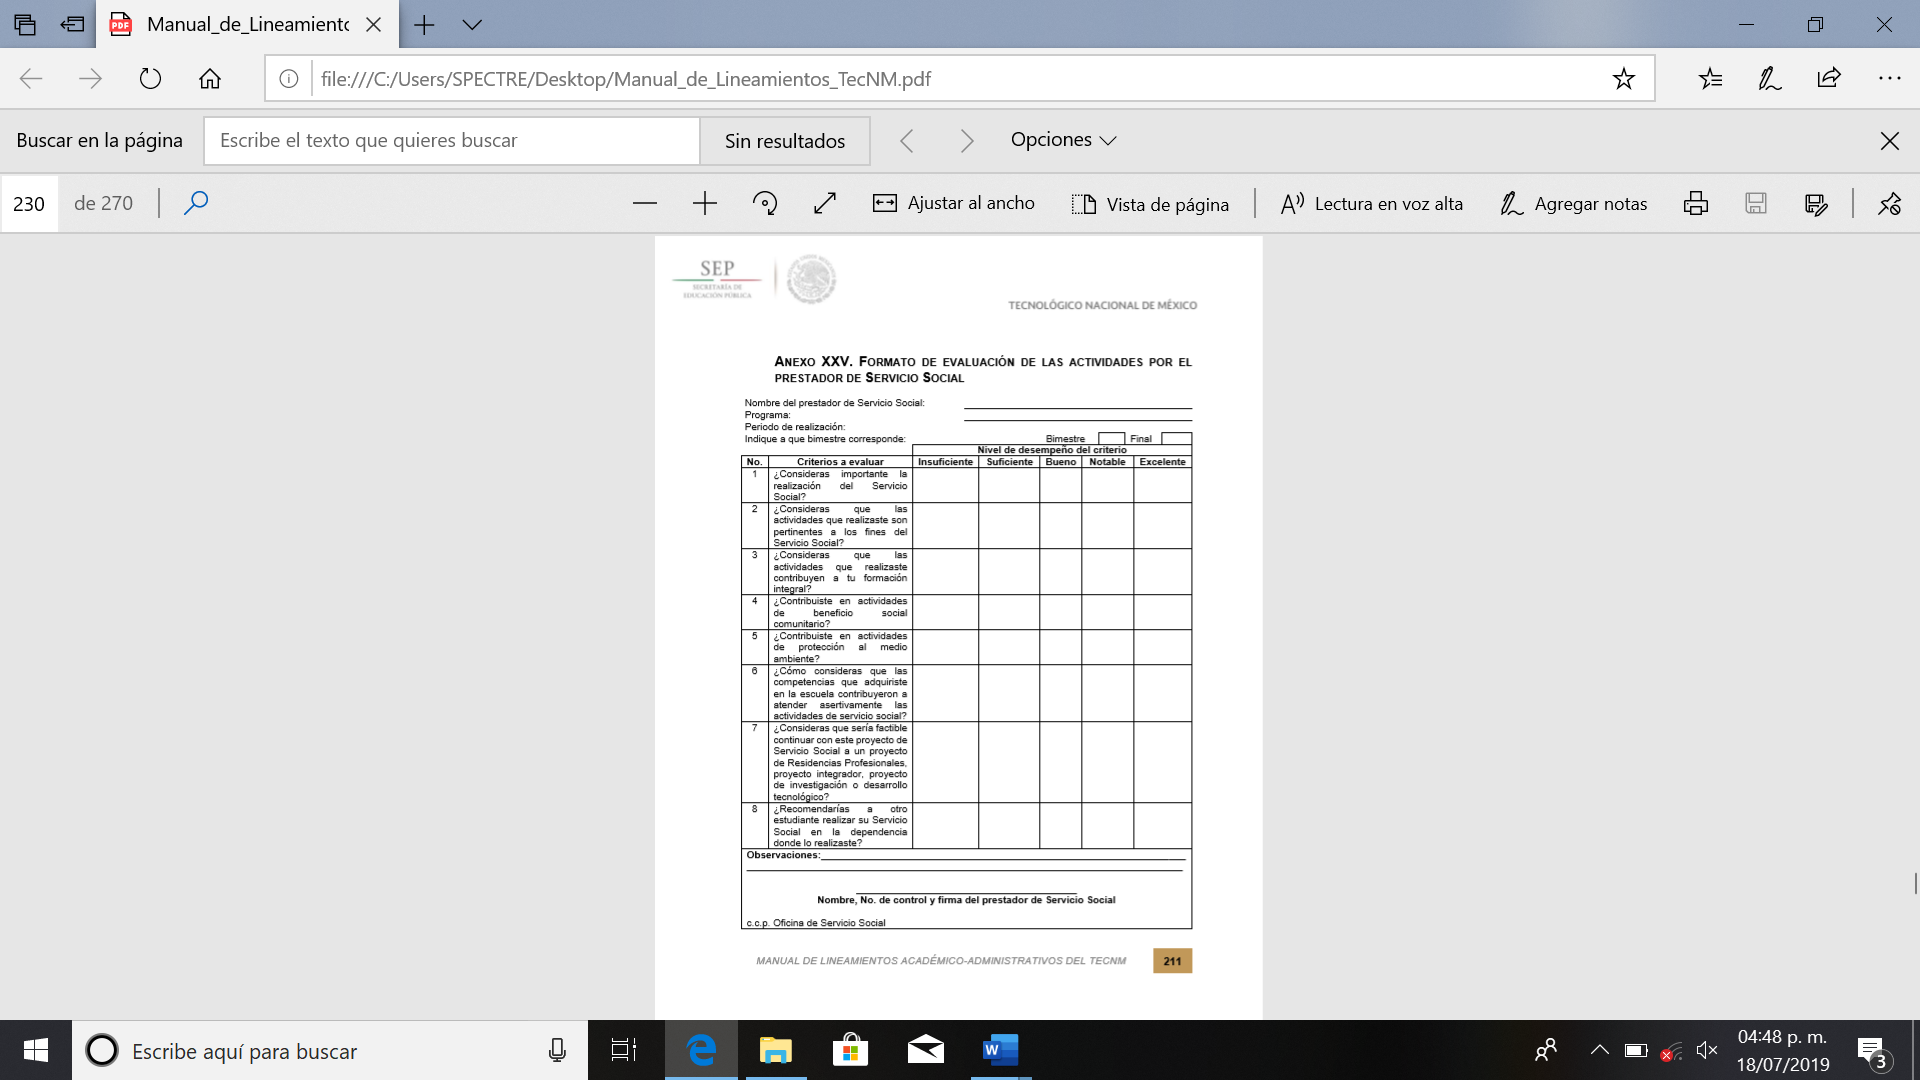 Manual_de_Lineamiento
file:///C:/Users/SPECTRE/Desktop/Manual_de_Lineamientos_TecNM.pdf
Buscar en la página
Escribe el texto que quieres buscar
Sin resultados
Opciones
230 de 270
Ajustar al ancho
Vista de página
Lectura en voz alta
Agregar notas
SEP
SECRETARÍA DE
EDUCACIÓN PÚBLICA
TECNOLÓGICO NACIONAL DE MÉXICO
ANEXO XXV. FORMATO DE EVALUACIÓN DE LAS ACTIVIDADES POR EL
PRESTADOR DE SERVICIO SOCIAL
Nombre del prestador de Servicio Social:
Programa:
Periodo de realización:
Indique a que bimestre corresponde: Bimestre Final
Nivel de desempeño del criterio
No. Criterios a evaluar Insuficiente Suficiente Bueno Notable Excelente
1 ¿Consideras importante la
realización del Servicio
Social?
2 ¿Consideras que las
actividades que realizaste son
pertinentes a los fines del
Servicio Social?
3 ¿Consideras que las
actividades que realizaste
contribuyen a tu formación
integral?
4 ¿Contribuiste en actividades
de beneficio social
comunitario?
5 ¿Contribuiste en actividades
de protección al medio
ambiente?
6 ¿Cómo consideras que las
competencias que adquiriste
en la escuela contribuyeron a
atender asertivamente las
actividades de servicio social?
7 ¿Consideras que sería factible
continuar con este proyecto de
Servicio Social a un proyecto
de Residencias Profesionales,
proyecto integrador, proyecto
de investigación o desarrollo
tecnológico?
8 ¿Recomendarías a otro
estudiante realizar su Servicio
Social en la dependencia
donde lo realizaste?
Observaciones:
Nombre, No. de control y firma del prestador de Servicio Social
c.c.p. Oficina de Servicio Social
MANUAL DE LINEAMIENTOS ACADÉMICO-ADMINISTRATIVOS DEL TECNM 211
Escribe aquí para buscar
04:48 p. m.
18/07/2019
3